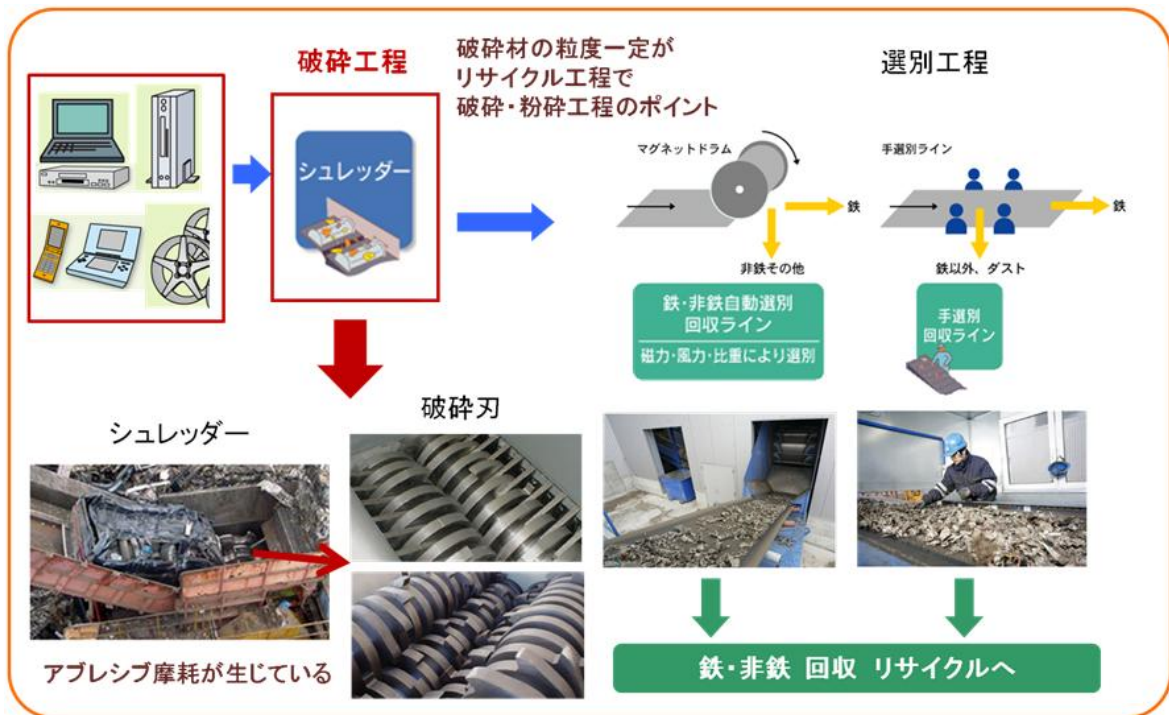 破砕工程
破砕材の粒度一定が
リサイクル工程で
破砕・粉砕工程のポイント
選別工程
シュレッダー
マグネットドラム
鉄
非鉄その他
手選別ライン
鉄
鉄以外、ダスト
鉄・非鉄自動選別
回収ライン
磁力・風力・比重により選別
手選別
回収ライン
シュレッダー
破砕刃
アブレシブ摩耗が生じている
鉄・非鉄 回収 リサイクルへ